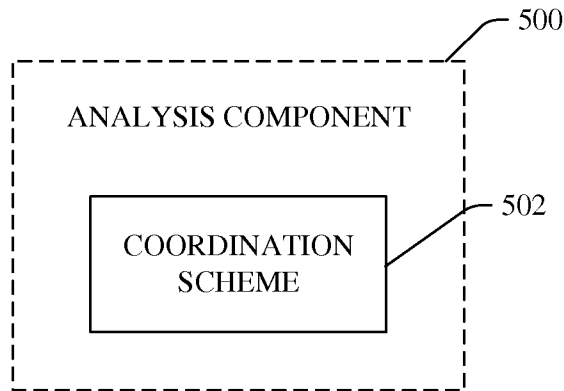 500
ANALYSIS COMPONENT
502
COORDINATION
SCHEME